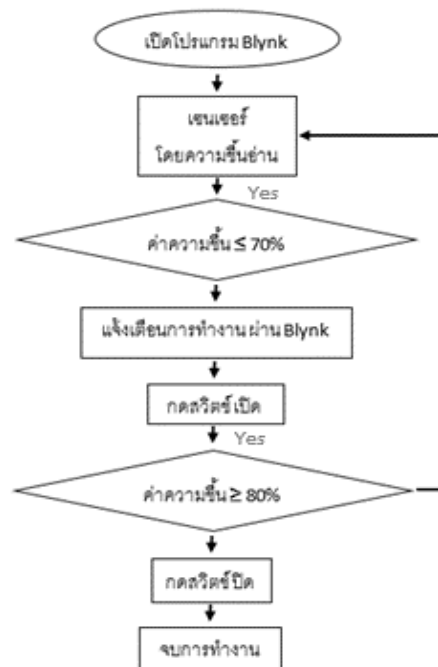 เปิดโปรแกรม Blynk
เซนเซอร์
โดยความชื้นอ่าน
Yes
ค่าความชื้น ≤ 70%
แจ้งเตือนการทำงาน ผ่าน Blynk
กดสวิตช์ เปิด
Yes
ค่าความชื้น ≥ 80%
กดสวิตช์ ปิด
จบการทำงาน